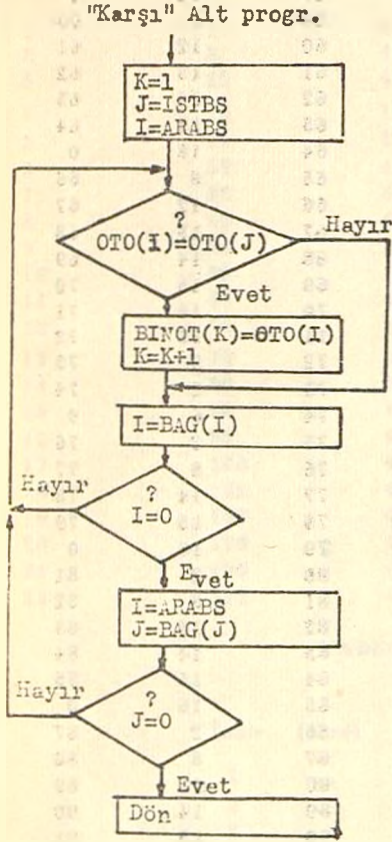 "Karşı" Alt progr.
K=1
J=ISTBS
I=ARABS
?
OTO(I)=OTO(J)
Hayır
Evet
BINOT(K)=OTO(I)
K=K+1
I=BAG(I)
Hayır
?
I=0
Evet
I=ARABS
J=BAG(J)
Hayır
?
J=0
Evet
Dön